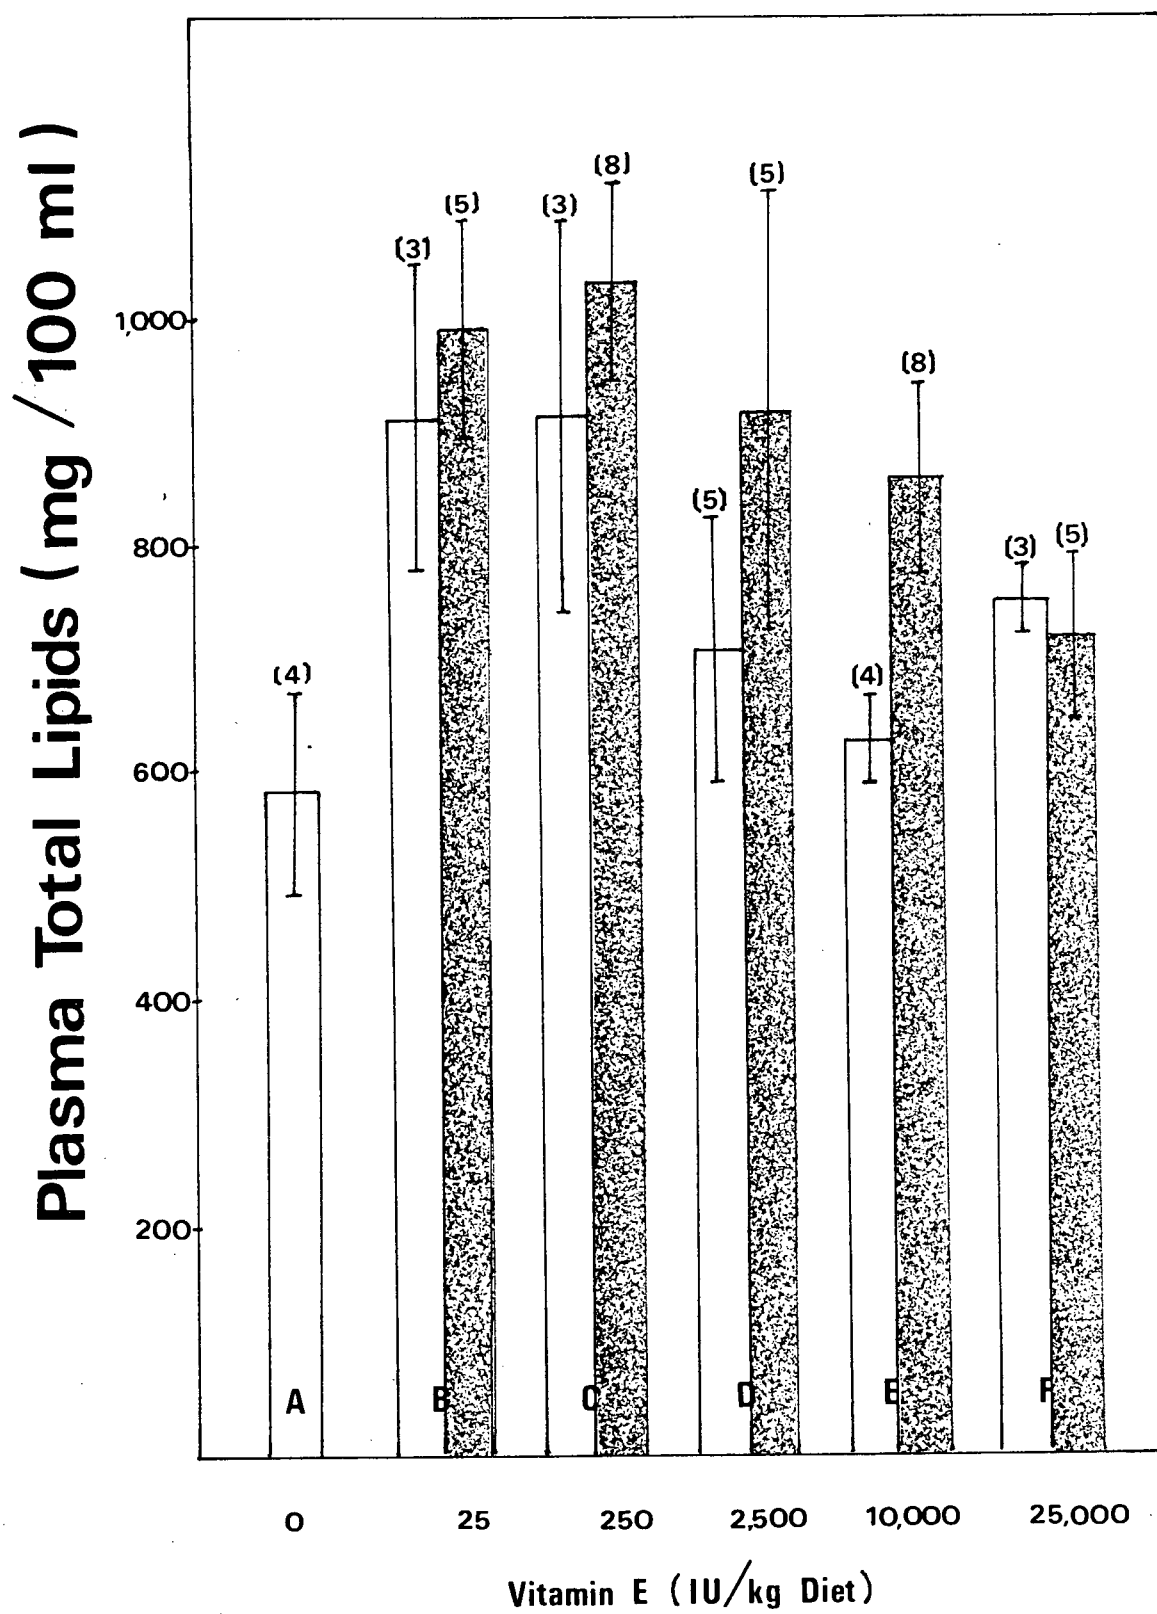 Plasma Total Lipids (mg / 100 ml )
(8)
(5)
(5)
(3)
(3)
1,000
(8)
(5)
800
(3)
(5)
(4)
(4)
600
400
200
A
B
C
D
E
F
0
25
250
2,500
10,000
25,000
Vitamin E ( IU/kg Diet )